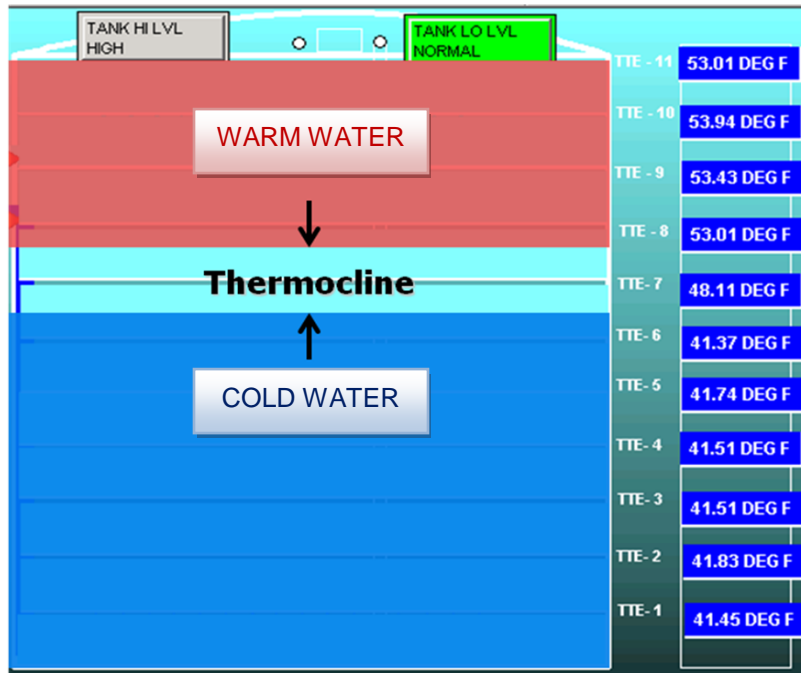 TANK HI LVL
HIGH
TANK LO LVL
NORMAL
TTE - 11 53.01 DEG F
TTE - 10 53.94 DEG F
WARM WATER
TTE - 9 53.43 DEG F
TTE - 8 53.01 DEG F
Thermocline
TTE- 7 48.11 DEG F
TTE- 6 41.37 DEG F
COLD WATER
TTE- 5 41.74 DEG F
TTE- 4 41.51 DEG F
TTE- 3 41.51 DEG F
TTE- 2 41.83 DEG F
TTE- 1 41.45 DEG F